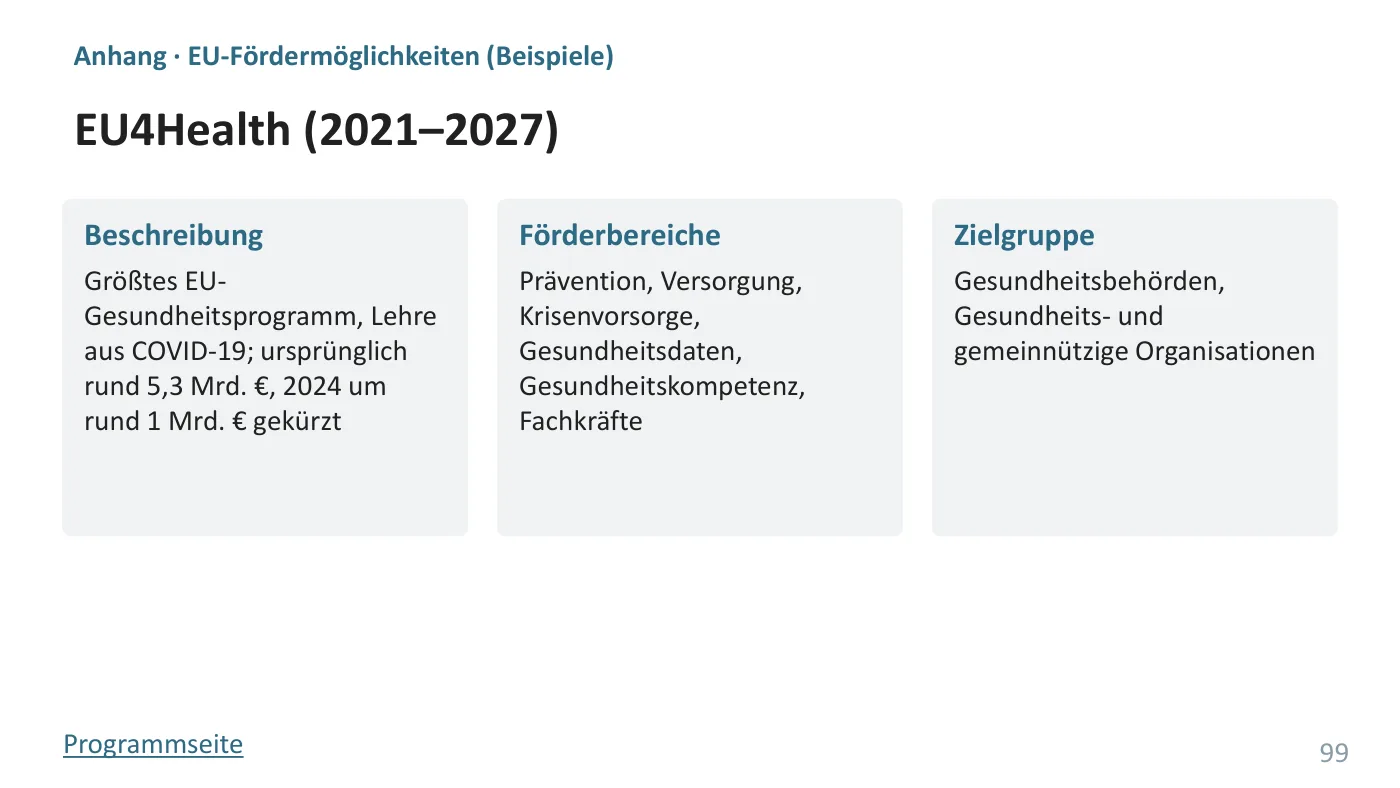 Anhang · EU-Fördermöglichkeiten (Beispiele)
EU4Health (2021–2027)
Beschreibung
Größtes EU-
Gesundheitsprogramm, Lehre
aus COVID-19; ursprünglich
rund 5,3 Mrd. €, 2024 um
rund 1 Mrd. € gekürzt
Förderbereiche
Prävention, Versorgung,
Krisenvorsorge,
Gesundheitsdaten,
Gesundheitskompetenz,
Fachkräfte
Zielgruppe
Gesundheitsbehörden,
Gesundheits- und
gemeinnützige Organisationen
Programmseite
99